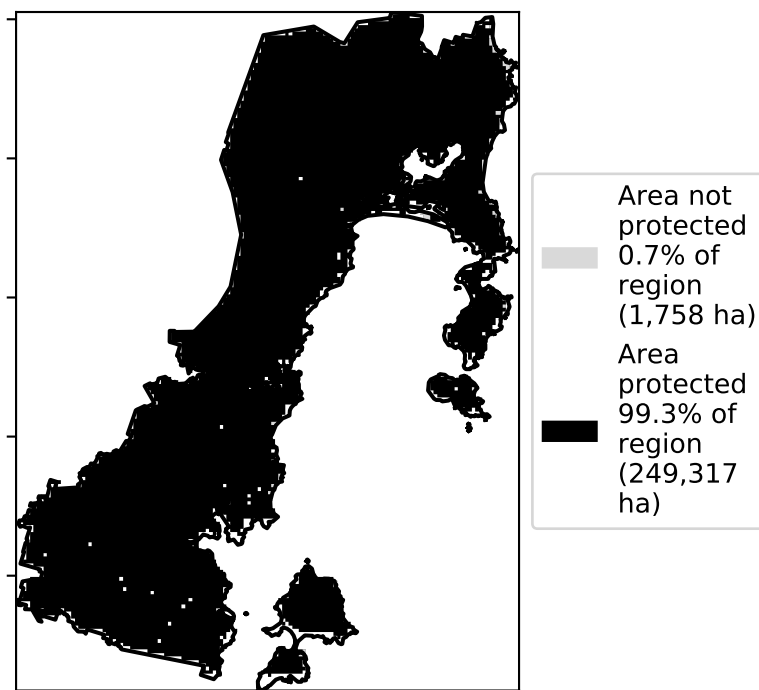 Area not
protected
0.7% of
region
(1,758 ha)
Area
protected
99.3% of
region
(249,317
ha)